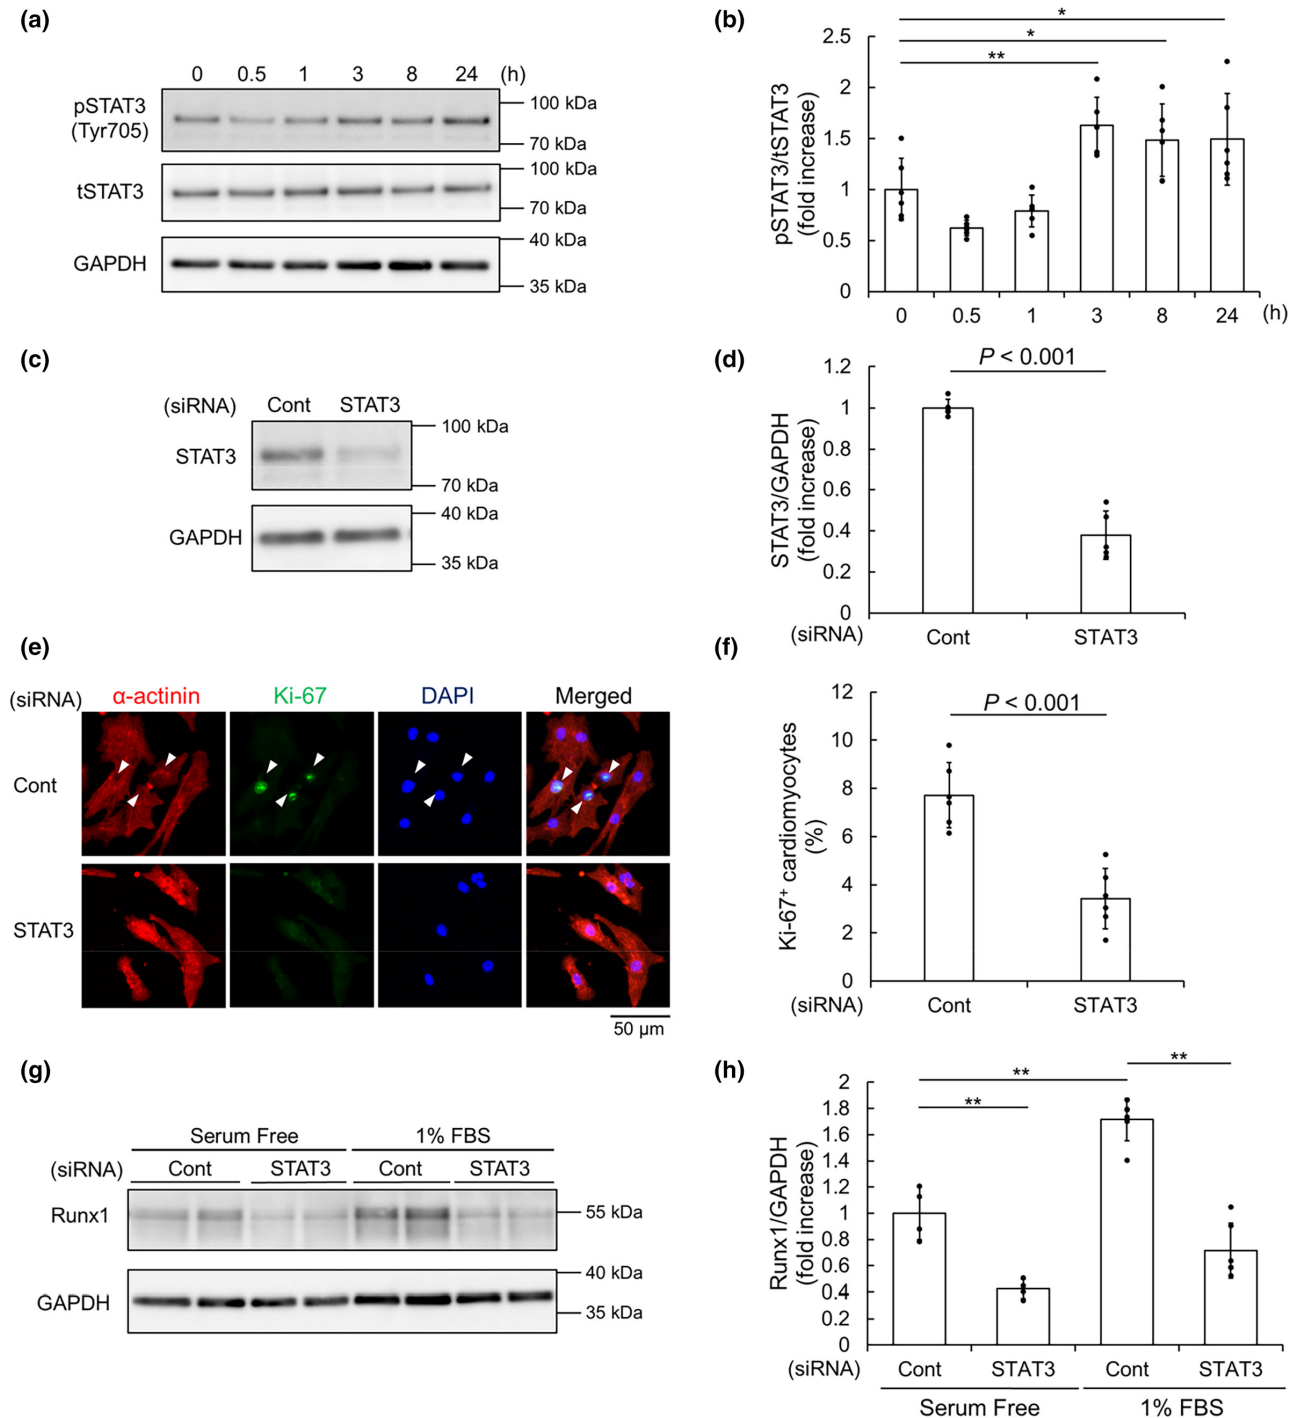 (a)
0 0.5 1 3 8 24 (h)
pSTAT3
(Tyr705)
100 kDa
70 kDa
tSTAT3
100 kDa
70 kDa
GAPDH
40 kDa
35 kDa
(b)
*
*
**
pSTAT3/tSTAT3
(fold increase)
2.5
2
1.5
1
0.5
0
0 0.5 1 3 8 24 (h)
(c)
(siRNA) Cont STAT3
STAT3
100 kDa
70 kDa
GAPDH
40 kDa
35 kDa
(d)
P < 0.001
STAT3/GAPDH
(fold increase)
1.2
1
0.8
0.6
0.4
0.2
0
(siRNA) Cont STAT3
(e)
(siRNA) α-actinin Ki-67 DAPI Merged
Cont
STAT3
50 µm
(f)
P < 0.001
Ki-67⁺ cardiomyocytes
(%)
12
10
8
6
4
2
0
(siRNA) Cont STAT3
(g)
Serum Free 1% FBS
(siRNA) Cont STAT3 Cont STAT3
Runx1
55 kDa
GAPDH
40 kDa
35 kDa
(h)
**
**
**
Runx1/GAPDH
(fold increase)
2
1.8
1.6
1.4
1.2
1
0.8
0.6
0.4
0.2
0
(siRNA) Cont STAT3 Cont STAT3
Serum Free 1% FBS